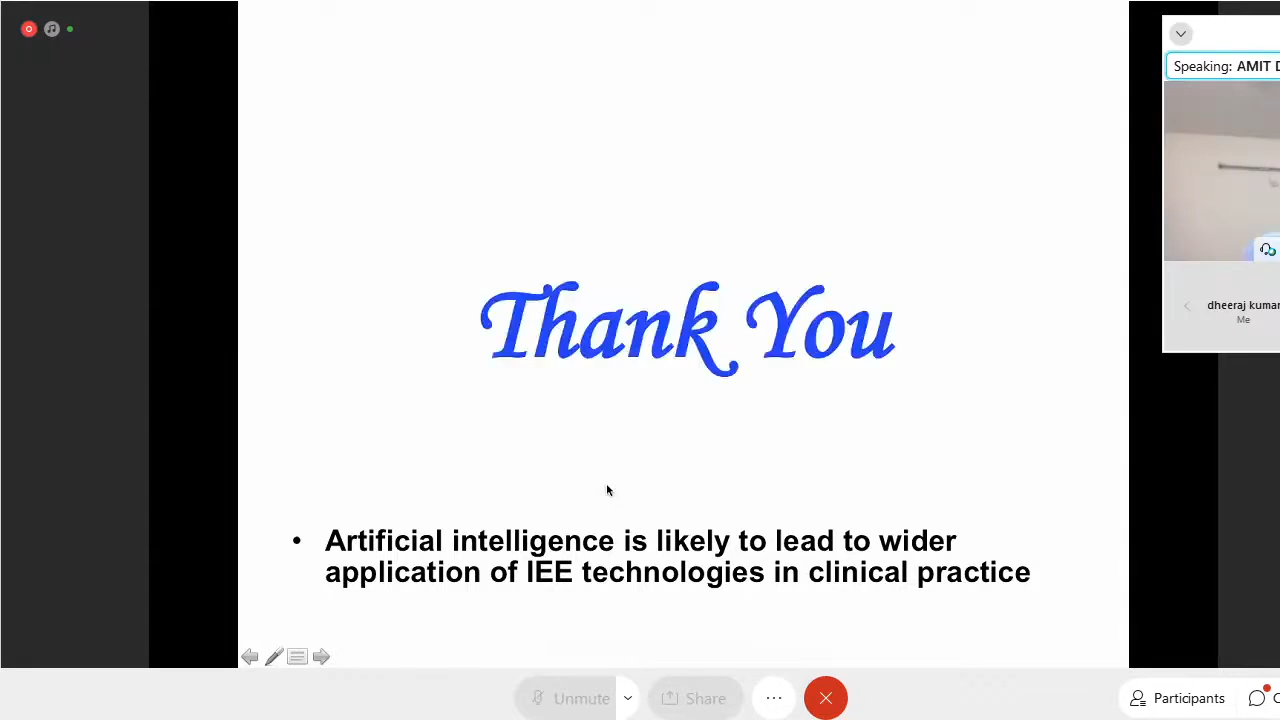 Speaking: AMIT D
dheeraj kumar
Me
Thank You
• Artificial intelligence is likely to lead to wider
application of IEE technologies in clinical practice
Unmute
Share
Participants